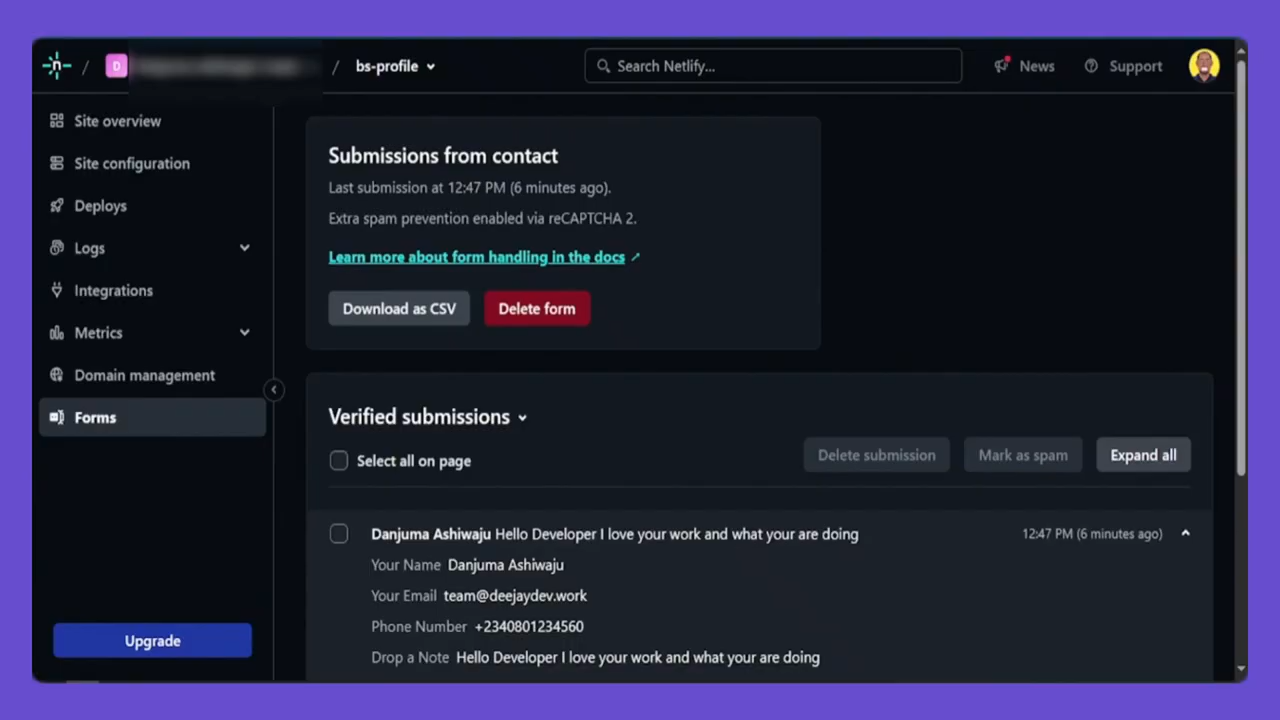 / D / bs-profile
Search Netlify...
News
Support
Site overview
Site configuration
Deploys
Logs
Integrations
Metrics
Domain management
Forms
Upgrade
Submissions from contact
Last submission at 12:47 PM (6 minutes ago).
Extra spam prevention enabled via reCAPTCHA 2.
Learn more about form handling in the docs
Download as CSV
Delete form
Verified submissions
Select all on page
Delete submission
Mark as spam
Expand all
Danjuma Ashiwaju Hello Developer I love your work and what your are doing
12:47 PM (6 minutes ago)
Your Name Danjuma Ashiwaju
Your Email team@deejaydev.work
Phone Number +2340801234560
Drop a Note Hello Developer I love your work and what your are doing